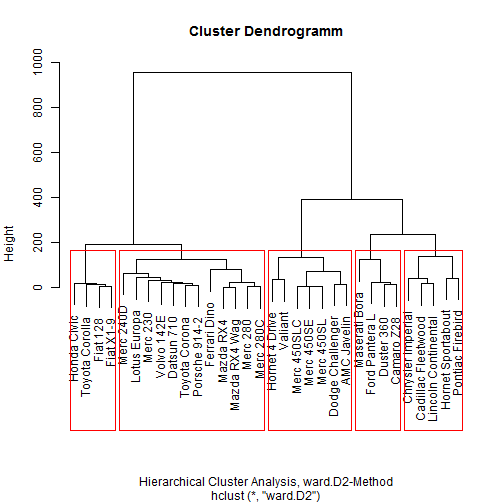 Cluster Dendrogramm
Height
1000
800
600
400
200
0
Honda Civic
Toyota Corolla
Fiat 128
Fiat X1-9
Merc 240D
Lotus Europa
Merc 230
Volvo 142E
Datsun 710
Toyota Corona
Porsche 914-2
Ferrari Dino
Mazda RX4
Mazda RX4 Wag
Merc 280
Merc 280C
Hornet 4 Drive
Valiant
Merc 450SLC
Merc 450SE
Merc 450SL
Dodge Challenger
AMC Javelin
Maserati Bora
Ford Pantera L
Duster 360
Camaro Z28
Chrysler Imperial
Cadillac Fleetwood
Lincoln Continental
Hornet Sportabout
Pontiac Firebird
Hierarchical Cluster Analysis, ward.D2-Method
hclust (*, "ward.D2")